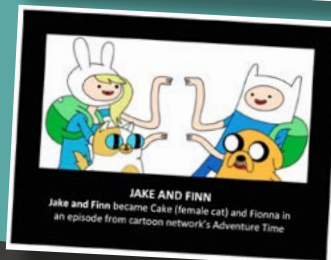 JAKE AND FINN
Jake and Finn became Cake (female cat) and Fionna in
an episode from cartoon network's Adventure Time